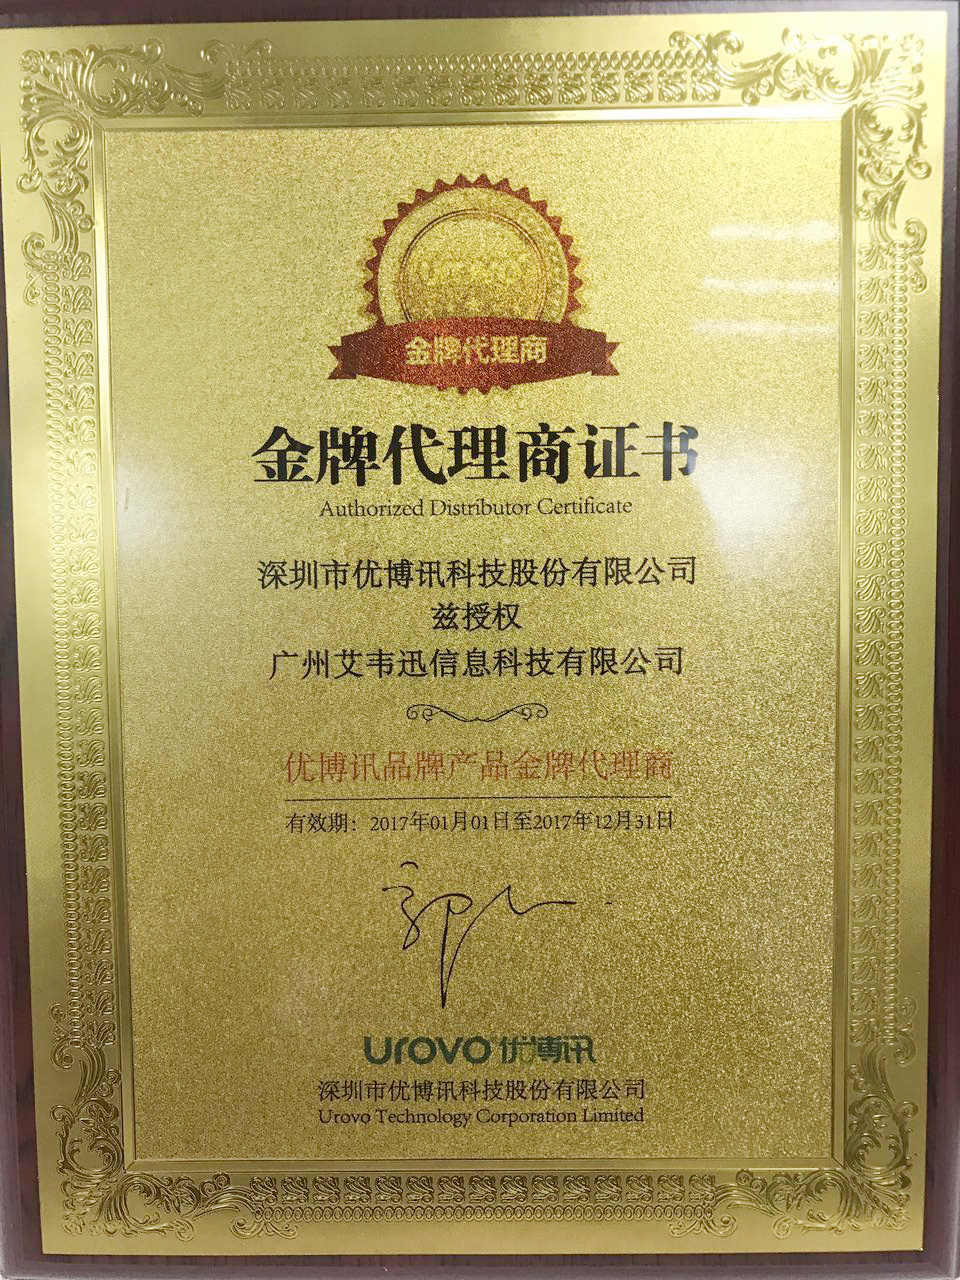 urovo
金牌代理商
金牌代理商证书
Authorized Distributor Certificate
深圳市优博讯科技股份有限公司
兹授权
广州艾韦迅信息科技有限公司
优博讯品牌产品金牌代理商
有效期：2017年01月01日至2017年12月31日
urovo 优博讯
深圳市优博讯科技股份有限公司
Urovo Technology Corporation Limited